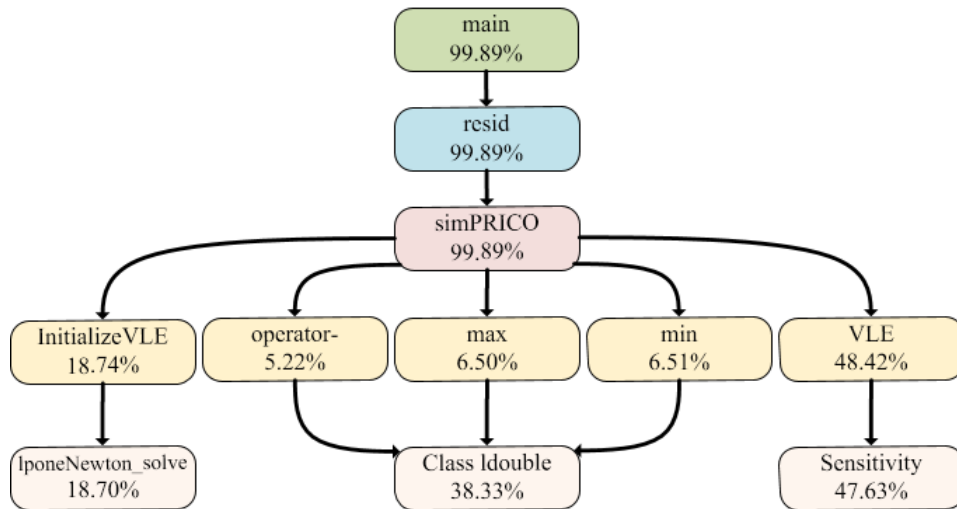 main
99.89%
resid
99.89%
simPRICO
99.89%
InitializeVLE
18.74%
operator-
5.22%
max
6.50%
min
6.51%
VLE
48.42%
lponeNewton_solve
18.70%
Class ldouble
38.33%
Sensitivity
47.63%